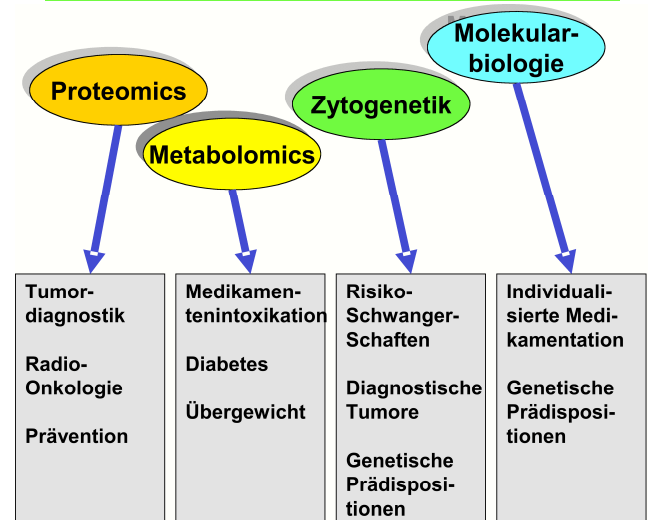 Molekular-
biologie
Proteomics
Zytogenetik
Metabolomics
Tumor-
diagnostik
Radio-
Onkologie
Prävention
Medikamen-
tenintoxikation
Diabetes
Übergewicht
Risiko-
Schwanger-
Schaften
Diagnostische
Tumore
Genetische
Prädisposi-
tionen
Individuali-
sierte Medi-
kamentation
Genetische
Prädisposi-
tionen